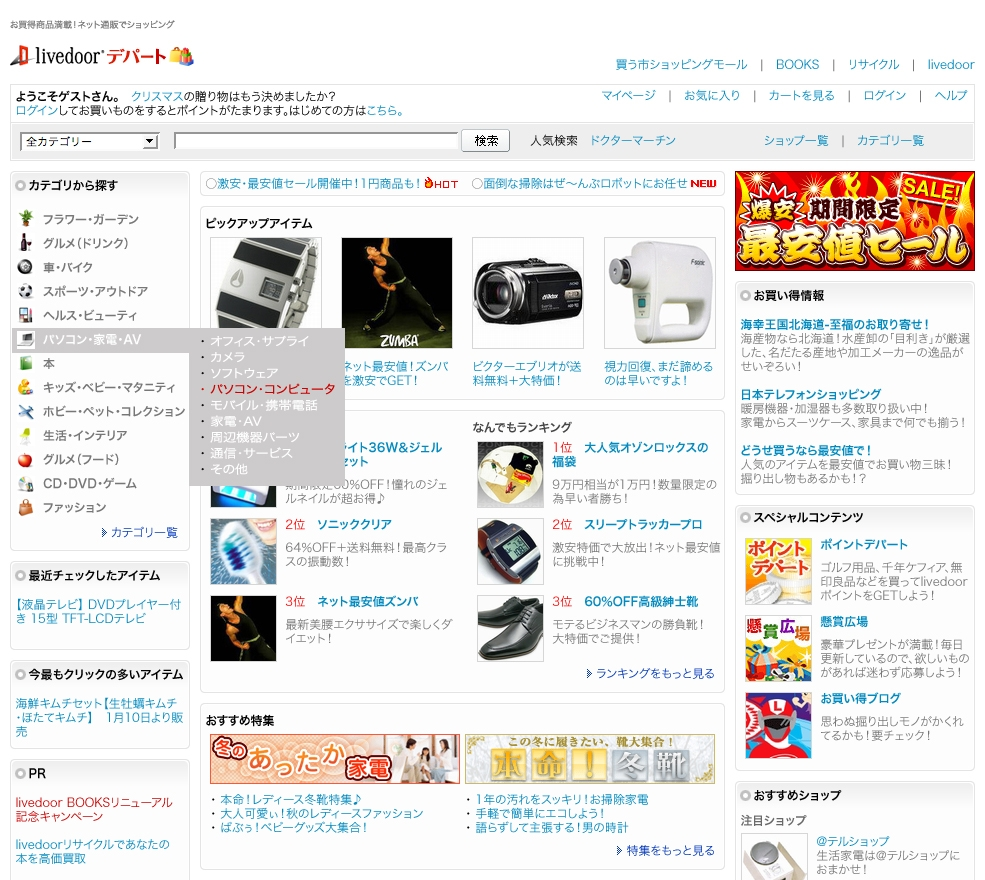 お買得商品満載！ネット通販でショッピング
livedoor デパート
買う市ショッピングモール | BOOKS | リサイクル | livedoor
ようこそゲストさん。 クリスマスの贈り物はもう決めましたか？
マイページ | お気に入り | カートを見る | ログイン | ヘルプ
ログインしてお買いものをするとポイントがたまります。はじめての方はこちら。
全カテゴリー 検索 人気検索 ドクターマーチン ショップ一覧 | カテゴリ一覧
カテゴリから探す
フラワー・ガーデン
グルメ（ドリンク）
車・バイク
スポーツ・アウトドア
ヘルス・ビューティ
パソコン・家電・AV
本
キッズ・ベビー・マタニティ
ホビー・ペット・コレクション
生活・インテリア
グルメ（フード）
CD・DVD・ゲーム
ファッション
カテゴリ一覧
・オフィス・サプライ
・カメラ
・ソフトウェア
・パソコン・コンピュータ
・モバイル・携帯電話
・家電・AV
・周辺機器パーツ
・通信・サービス
・その他
最近チェックしたアイテム
【液晶テレビ】 DVDプレイヤー付
き 15型 TFT-LCDテレビ
今最もクリックの多いアイテム
海鮮キムチセット【生牡蠣キムチ
・ほたてキムチ】 1月10日より販
売
PR
livedoor BOOKSリニューアル
記念キャンペーン
livedoorリサイクルであなたの
本を高価買取
○激安・最安値セール開催中！1円商品も！HOT ○面倒な掃除はぜ～んぶロボットにお任せ NEW
ピックアップアイテム
ZUMBA
Victor
ネット最安値！ズンバ
を激安でGET！
ビクターエブリオが送
料無料＋大特価！
視力回復、まだ諦める
のは早いですよ！
ライト36W＆ジェル
セット
期間限定60%OFF！憧れのジェ
ルネイルが超お得♪
2位 ソニッククリア
64%OFF＋送料無料！最高クラ
スの振動数！
3位 ネット最安値ズンバ
最新美腰エクササイズで楽しくダ
イエット！
なんでもランキング
1位 大人気オゾンロックスの
福袋
9万円相当が1万円！数量限定の
為早い者勝ち！
2位 スリープトラッカープロ
激安特価で大放出！ネット最安値
に挑戦中！
3位 60%OFF高級紳士靴
モテるビジネスマンの勝負靴！
大特価でご提供！
ランキングをもっと見る
おすすめ特集
冬のあったか家電
この冬に履きたい、靴大集合！
本命！冬靴
・本命！レディース冬靴特集♪
・大人可愛ぃ！秋のレディースファッション
・ばぶぅ！ベビーグッズ大集合！
・1年の汚れをスッキリ！お掃除家電
・手軽で簡単にエコしよう！
・語らずして主張する！男の時計
特集をもっと見る
SALE!
爆安 期間限定
最安値セール
お買い得情報
海幸王国北海道-至福のお取り寄せ！
海産物なら北海道！水産卸の「目利き」が厳選
した、名だたる産地や加工メーカーの逸品が
せいぞろい！
日本テレフォンショッピング
暖房機器・加湿器も多数取り扱い中！
家電からスーツケース、家具まで何でも揃う！
どうせ買うなら最安値で！
人気のアイテムを最安値でお買い物三昧！
掘り出し物もあるかも！？
スペシャルコンテンツ
ポイントデパート
ポイントデパート
ゴルフ用品、千年ケフィア、無
印良品などを買ってlivedoor
ポイントをGETしよう！
懸賞広場
懸賞広場
豪華プレゼントが満載！毎日
更新しているので、欲しいもの
があれば迷わず応募しよう！
お買い得ブログ
思わぬ掘り出しモノがかくれ
てるかも！要チェック！
おすすめショップ
注目ショップ
@テルショップ
生活家電は@テルショップに
おまかせ！